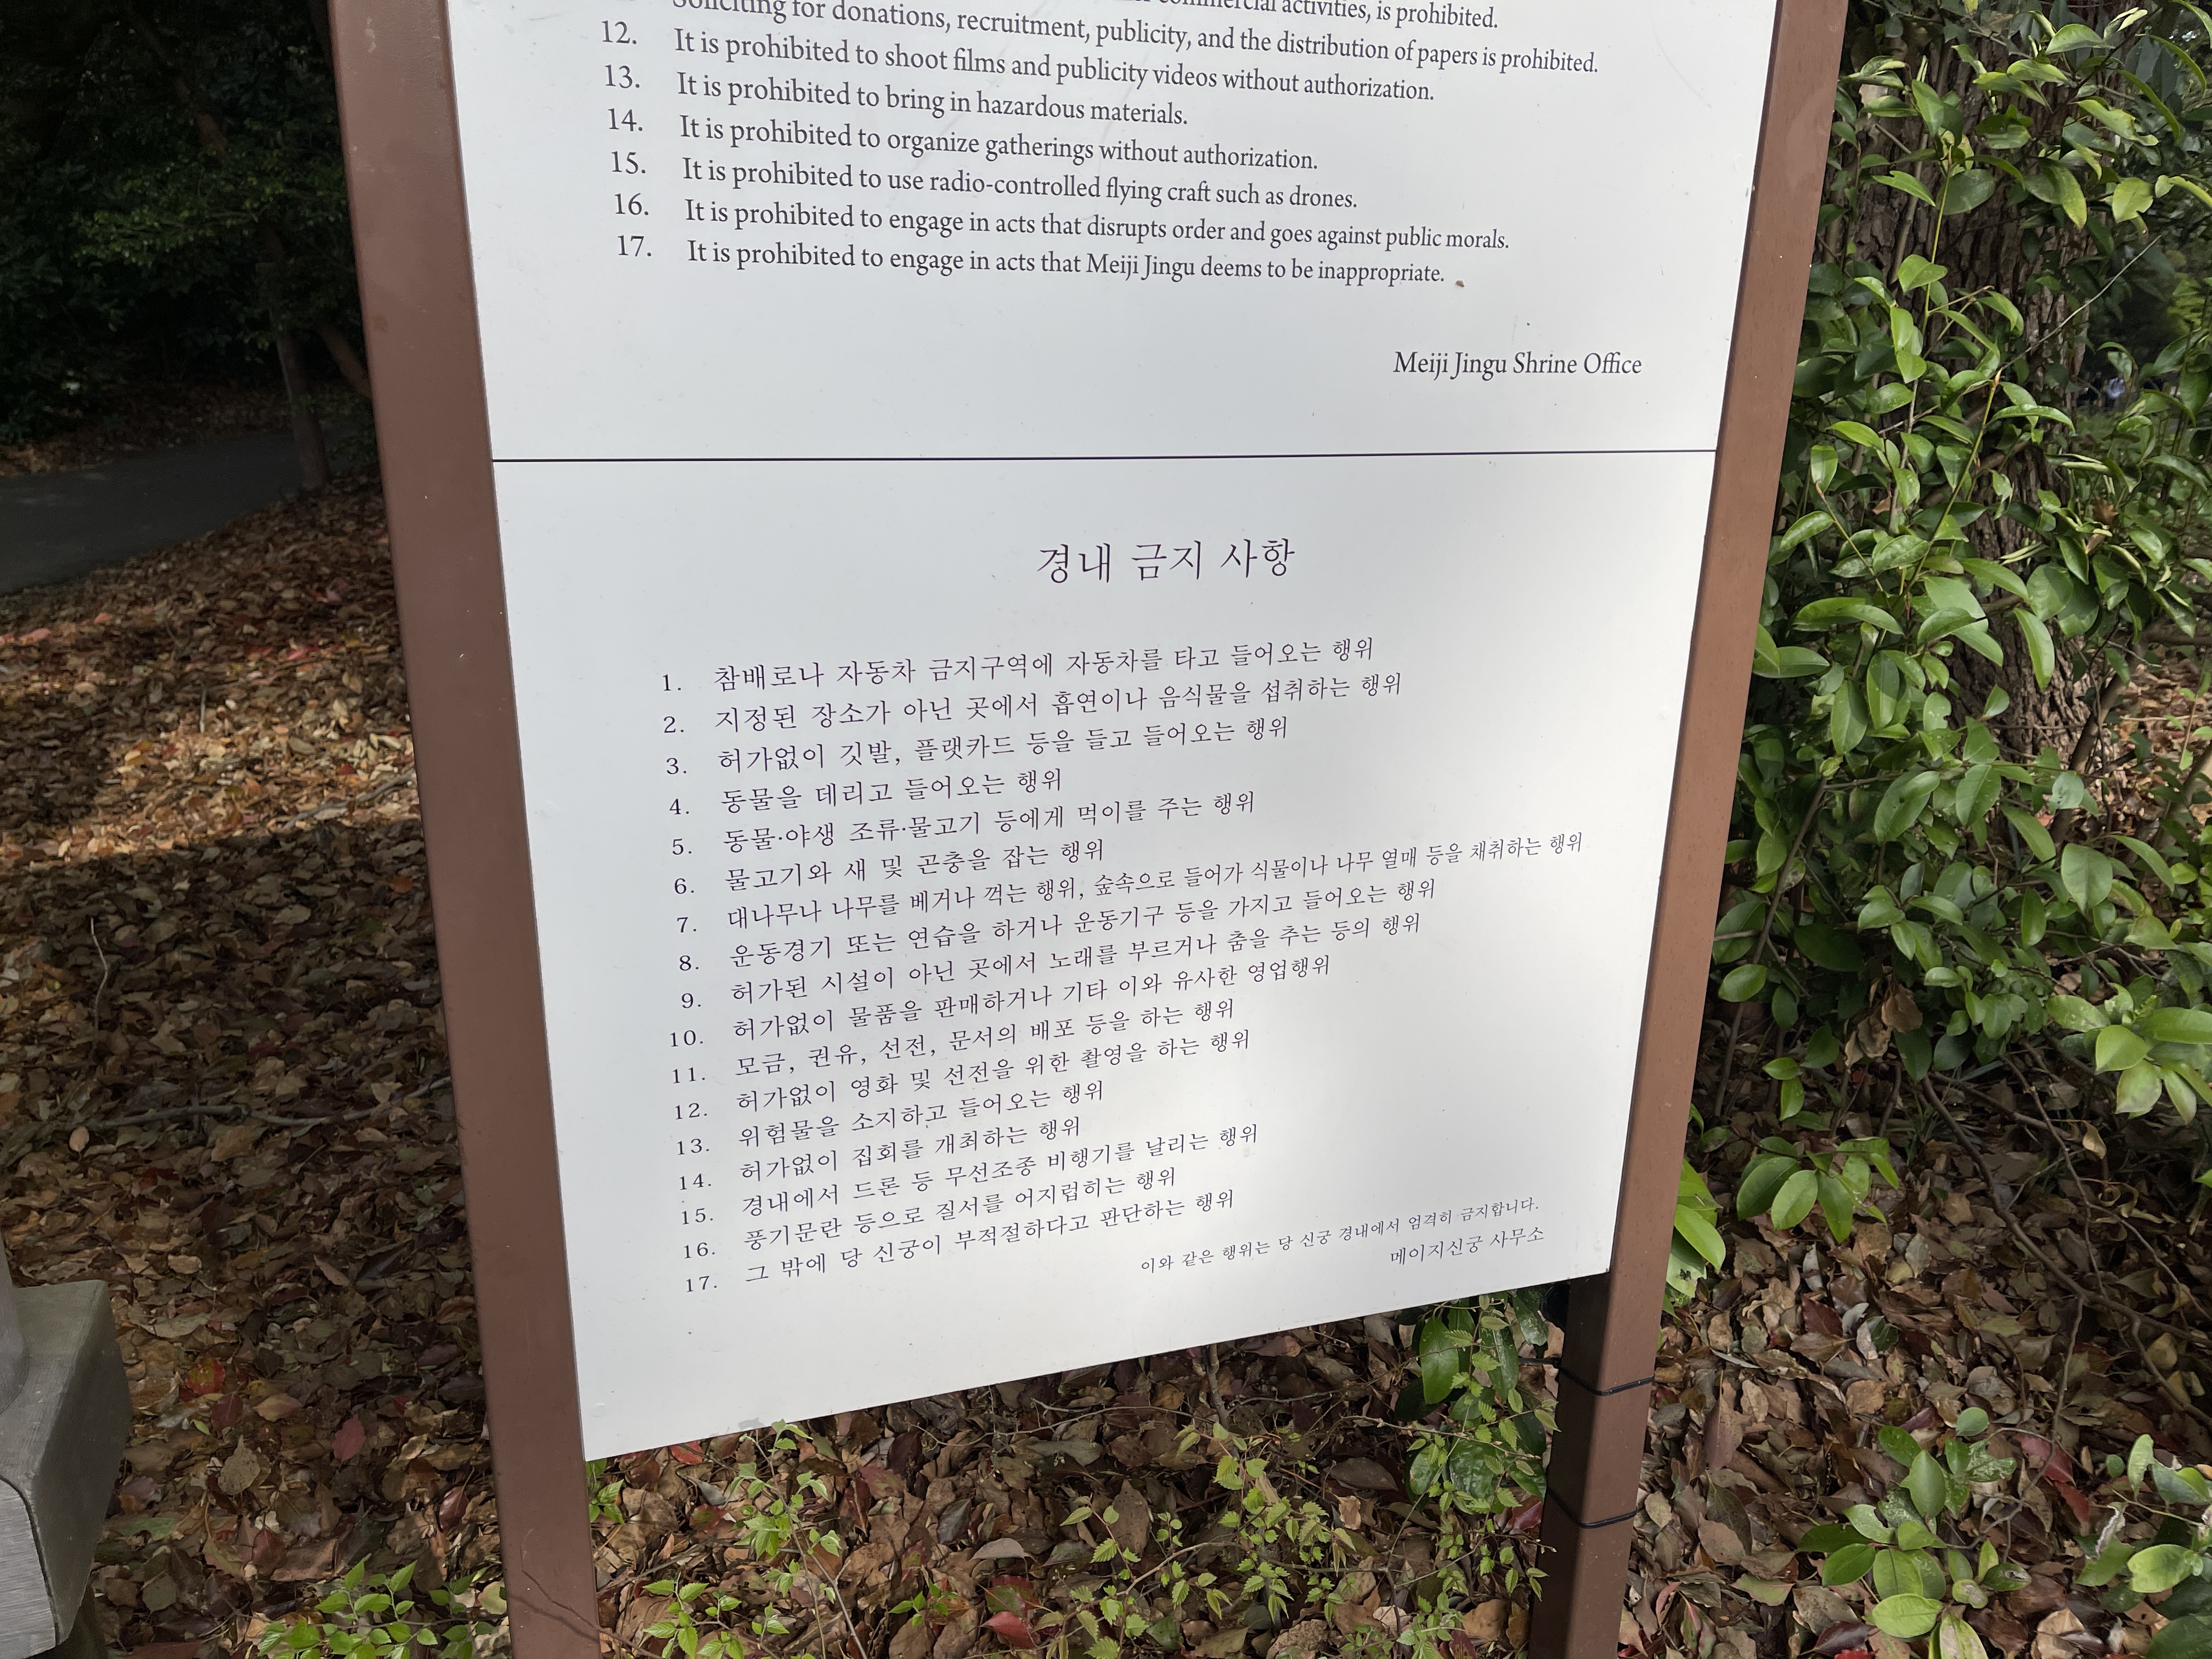 commercial activities, is prohibited.
Soliciting for donations, recruitment, publicity, and the distribution of papers is prohibited.
12. It is prohibited to shoot films and publicity videos without authorization.
13. It is prohibited to bring in hazardous materials.
14. It is prohibited to organize gatherings without authorization.
15. It is prohibited to use radio-controlled flying craft such as drones.
16. It is prohibited to engage in acts that disrupts order and goes against public morals.
17. It is prohibited to engage in acts that Meiji Jingu deems to be inappropriate.
Meiji Jingu Shrine Office
경내 금지 사항
1. 참배로나 자동차 금지구역에 자동차를 타고 들어오는 행위
2. 지정된 장소가 아닌 곳에서 흡연이나 음식물을 섭취하는 행위
3. 허가없이 깃발, 플랫카드 등을 들고 들어오는 행위
4. 동물을 데리고 들어오는 행위
5. 동물·야생 조류·물고기 등에게 먹이를 주는 행위
6. 물고기와 새 및 곤충을 잡는 행위
7. 대나무나 나무를 베거나 꺽는 행위, 숲속으로 들어가 식물이나 나무 열매 등을 채취하는 행위
8. 운동경기 또는 연습을 하거나 운동기구 등을 가지고 들어오는 행위
9. 허가된 시설이 아닌 곳에서 노래를 부르거나 춤을 추는 등의 행위
10. 허가없이 물품을 판매하거나 기타 이와 유사한 영업행위
11. 모금, 권유, 선전, 문서의 배포 등을 하는 행위
12. 허가없이 영화 및 선전을 위한 촬영을 하는 행위
13. 위험물을 소지하고 들어오는 행위
14. 허가없이 집회를 개최하는 행위
15. 경내에서 드론 등 무선조종 비행기를 날리는 행위
16. 풍기문란 등으로 질서를 어지럽히는 행위
17. 그 밖에 당 신궁이 부적절하다고 판단하는 행위
이와 같은 행위는 당 신궁 경내에서 엄격히 금지합니다.
메이지신궁 사무소